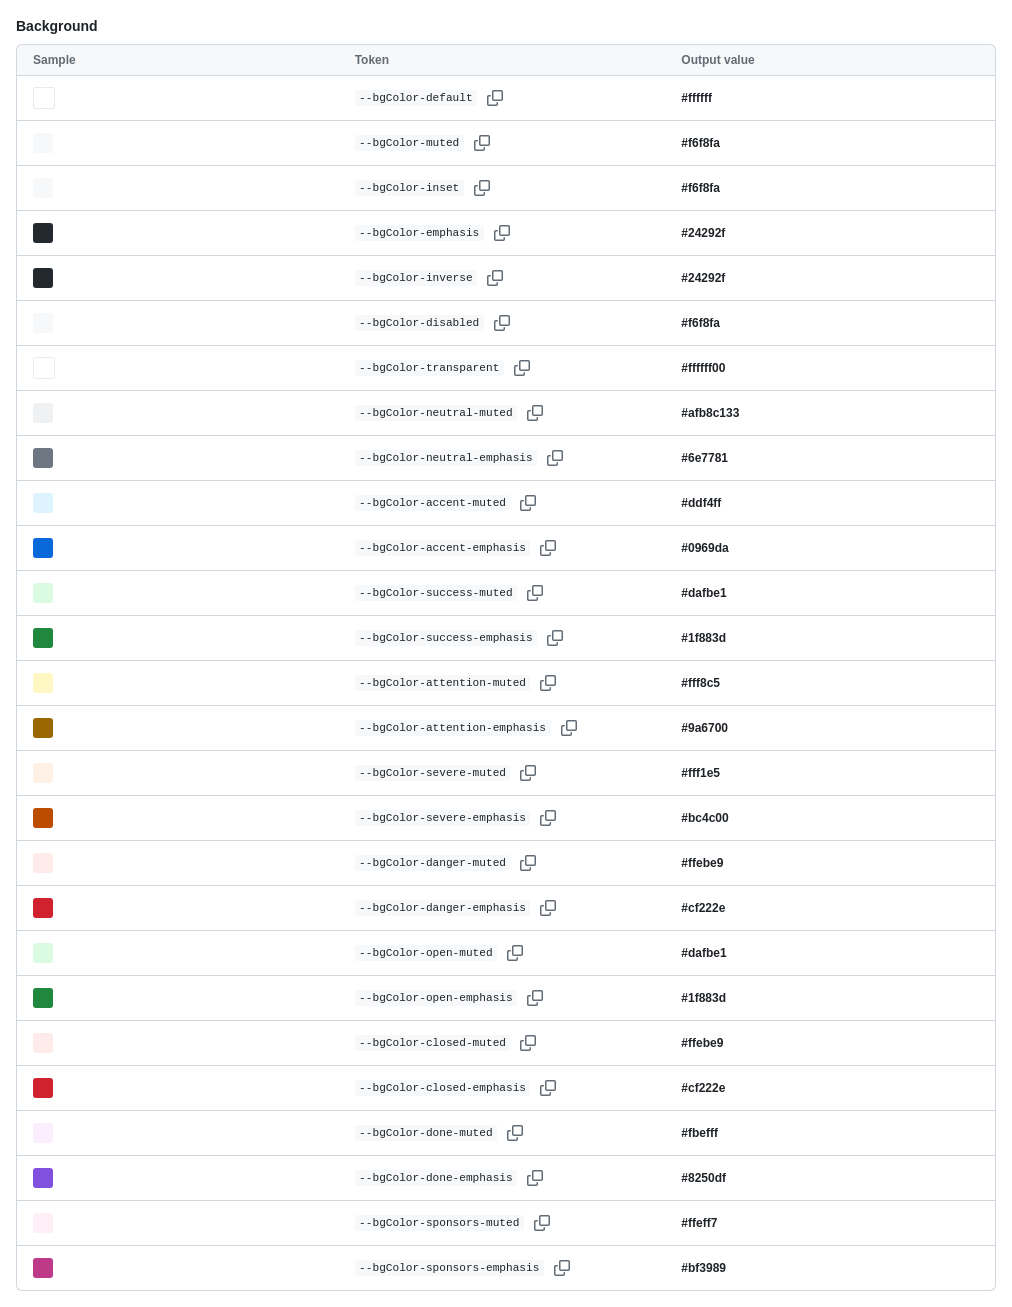 Background
Sample Token Output value
--bgColor-default #ffffff
--bgColor-muted #f6f8fa
--bgColor-inset #f6f8fa
--bgColor-emphasis #24292f
--bgColor-inverse #24292f
--bgColor-disabled #f6f8fa
--bgColor-transparent #ffffff00
--bgColor-neutral-muted #afb8c133
--bgColor-neutral-emphasis #6e7781
--bgColor-accent-muted #ddf4ff
--bgColor-accent-emphasis #0969da
--bgColor-success-muted #dafbe1
--bgColor-success-emphasis #1f883d
--bgColor-attention-muted #fff8c5
--bgColor-attention-emphasis #9a6700
--bgColor-severe-muted #fff1e5
--bgColor-severe-emphasis #bc4c00
--bgColor-danger-muted #ffebe9
--bgColor-danger-emphasis #cf222e
--bgColor-open-muted #dafbe1
--bgColor-open-emphasis #1f883d
--bgColor-closed-muted #ffebe9
--bgColor-closed-emphasis #cf222e
--bgColor-done-muted #fbefff
--bgColor-done-emphasis #8250df
--bgColor-sponsors-muted #ffeff7
--bgColor-sponsors-emphasis #bf3989